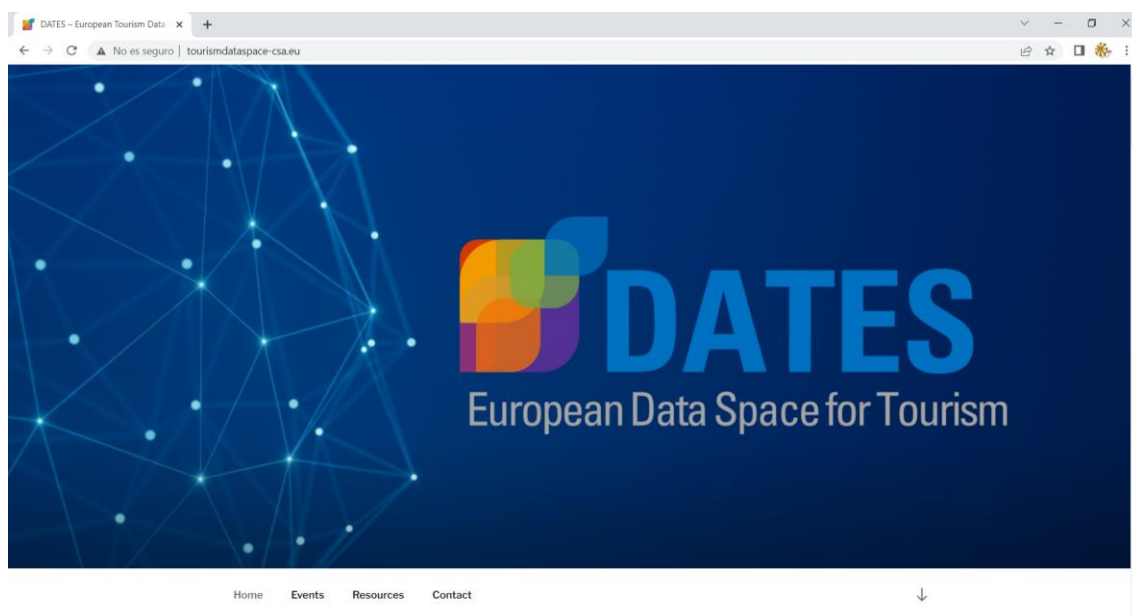 DATES – European Tourism Data
No es seguro | tourismdataspace-csa.eu
DATES
European Data Space for Tourism
Home Events Resources Contact